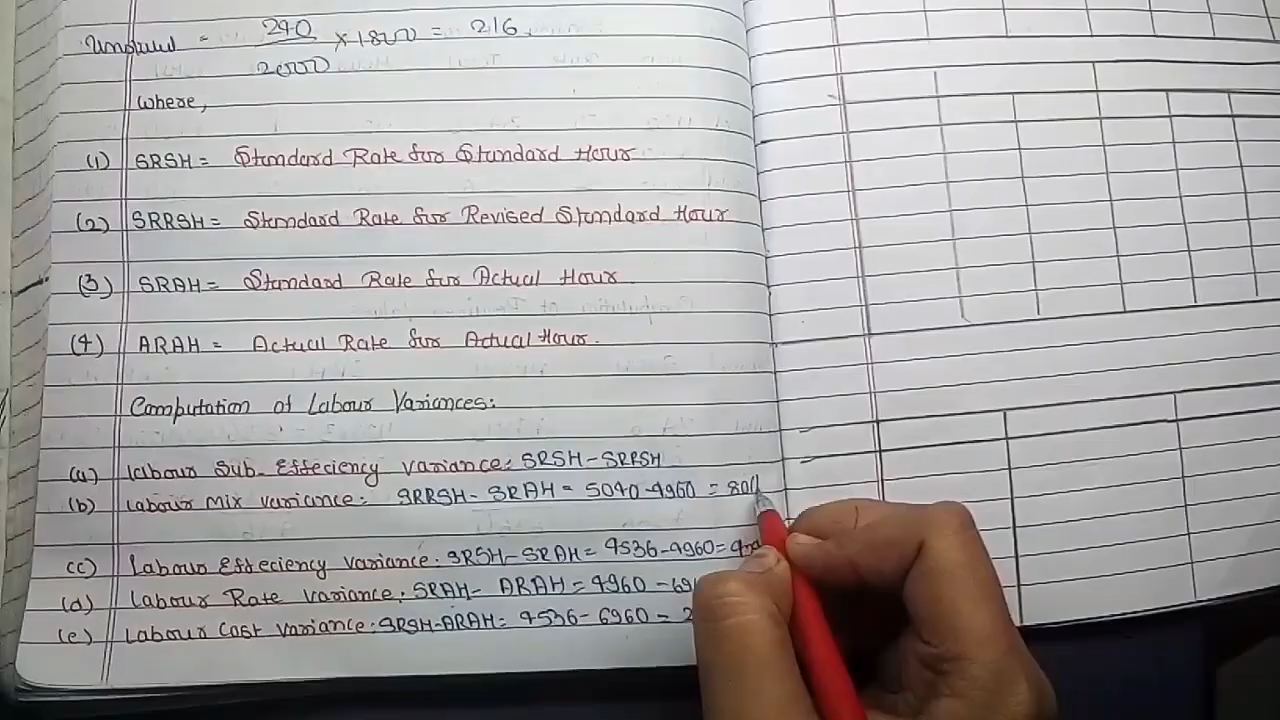 = 240/2000 × 1800 = 216.
where,
(1) SRSH = Standard Rate for Standard Hour
(2) SRRSH = Standard Rate for Revised Standard Hour
(3) SRAH = Standard Rate for Actual Hour
(4) ARAH = Actual Rate for Actual Hour.
Computation of Labour Variances:
(a) Labour Sub-Effeciency Variance: SRSH-SRRSH
(b) Labour Mix Variance: SRRSH-SRAH = 5040-4960 = 80
(c) Labour Effeciency Variance. SRSH-SRAH = 4536-4960 =
(d) Labour Rate Variance. SRAH- ARAH = 4960 -
(e) Labour Cost Variance. SRSH-ARAH = 4536- 6960 =